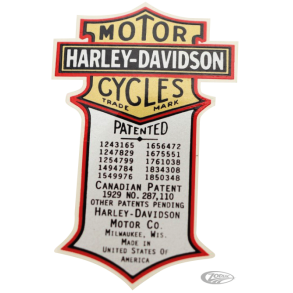 MOTOR
HARLEY-DAVIDSON
CYCLES
TRADE MARK
PATENTED
1243165 1656472
1247829 1675551
1254799 1761038
1494784 1834308
1549976 1850348
CANADIAN PATENT
1929 NO. 287,110
OTHER PATENTS PENDING
HARLEY-DAVIDSON
MOTOR CO.
MILWAUKEE, WIS.
MADE IN
UNITED STATES OF
AMERICA
ZODIAC